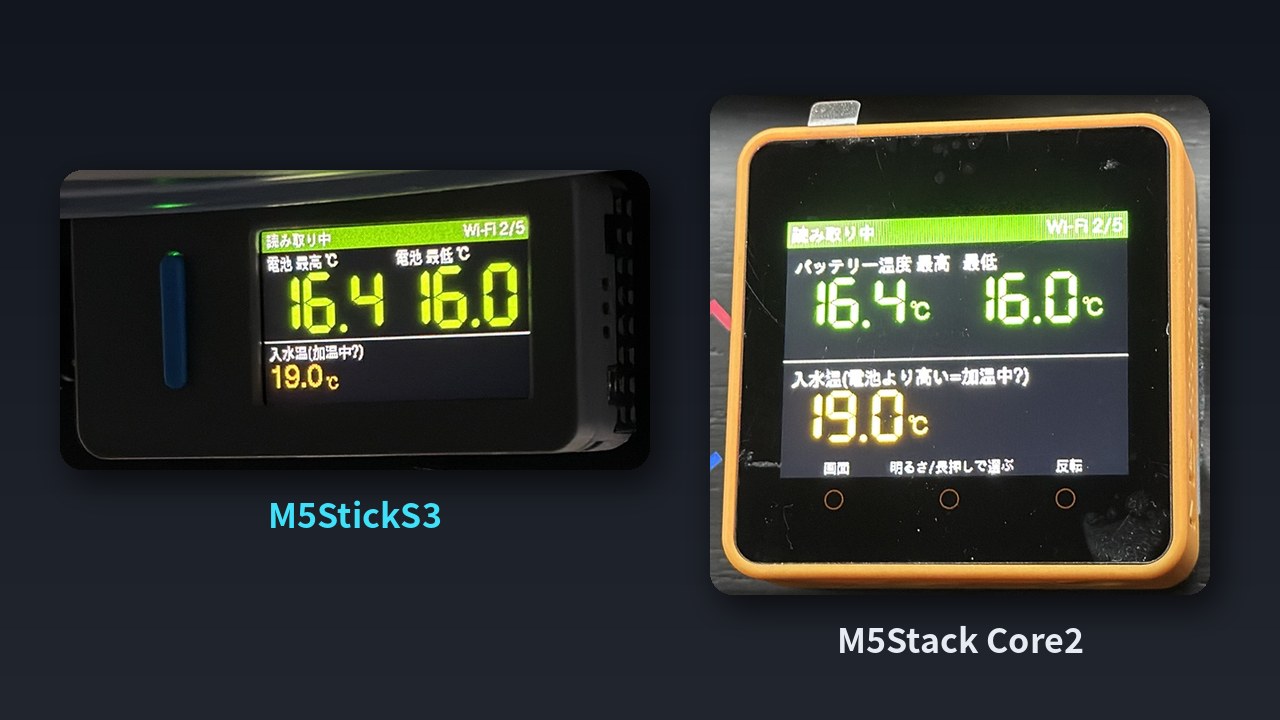 読み取り中 Wi-Fi 2/5
電池 最高 ℃ 電池 最低 ℃
16.4 16.0
入水温(加温中?)
19.0℃
M5StickS3
読み取り中 Wi-Fi 2/5
バッテリー温度 最高 最低
16.4℃ 16.0℃
入水温(電池より高い=加温中?)
19.0℃
画面 明るさ/長押しで選ぶ 反転
M5Stack Core2